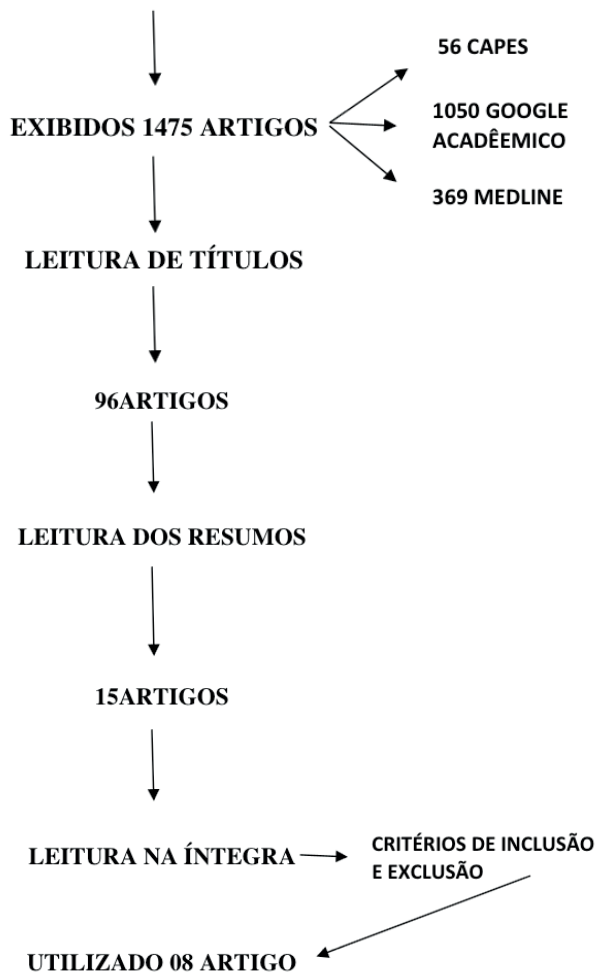 56 CAPES
EXIBIDOS 1475 ARTIGOS
1050 GOOGLE
ACADÊEMICO
369 MEDLINE
LEITURA DE TÍTULOS
96ARTIGOS
LEITURA DOS RESUMOS
15ARTIGOS
LEITURA NA ÍNTEGRA
CRITÉRIOS DE INCLUSÃO
E EXCLUSÃO
UTILIZADO 08 ARTIGO